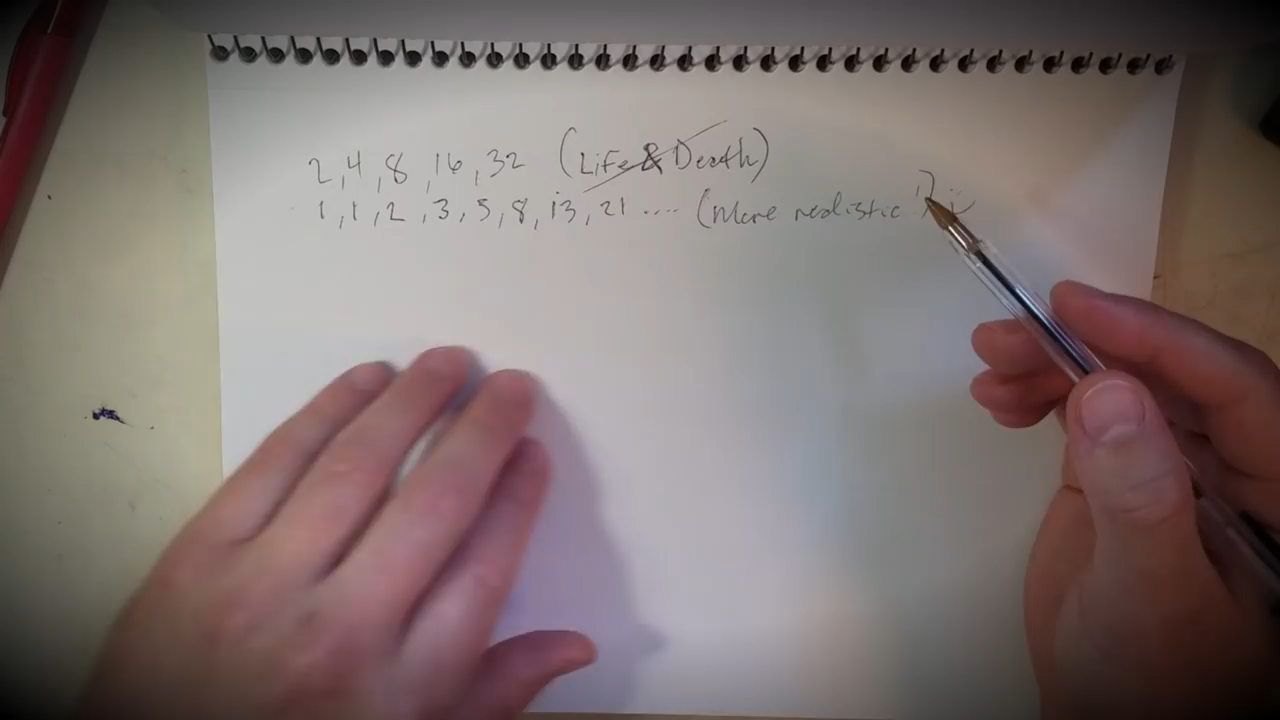 2,4,8,16,32 (Life & Death)
1,1,2,3,5,8,13,21.... (More realistic